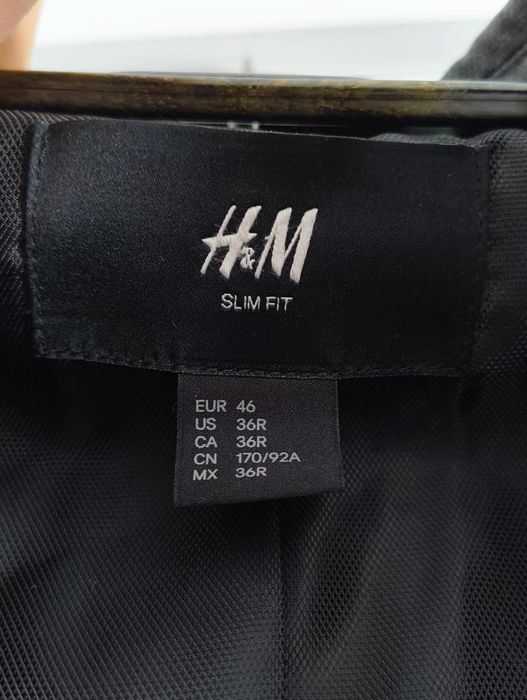 H&M
SLIM FIT
EUR 46
US 36R
CA 36R
CN 170/92A
MX 36R